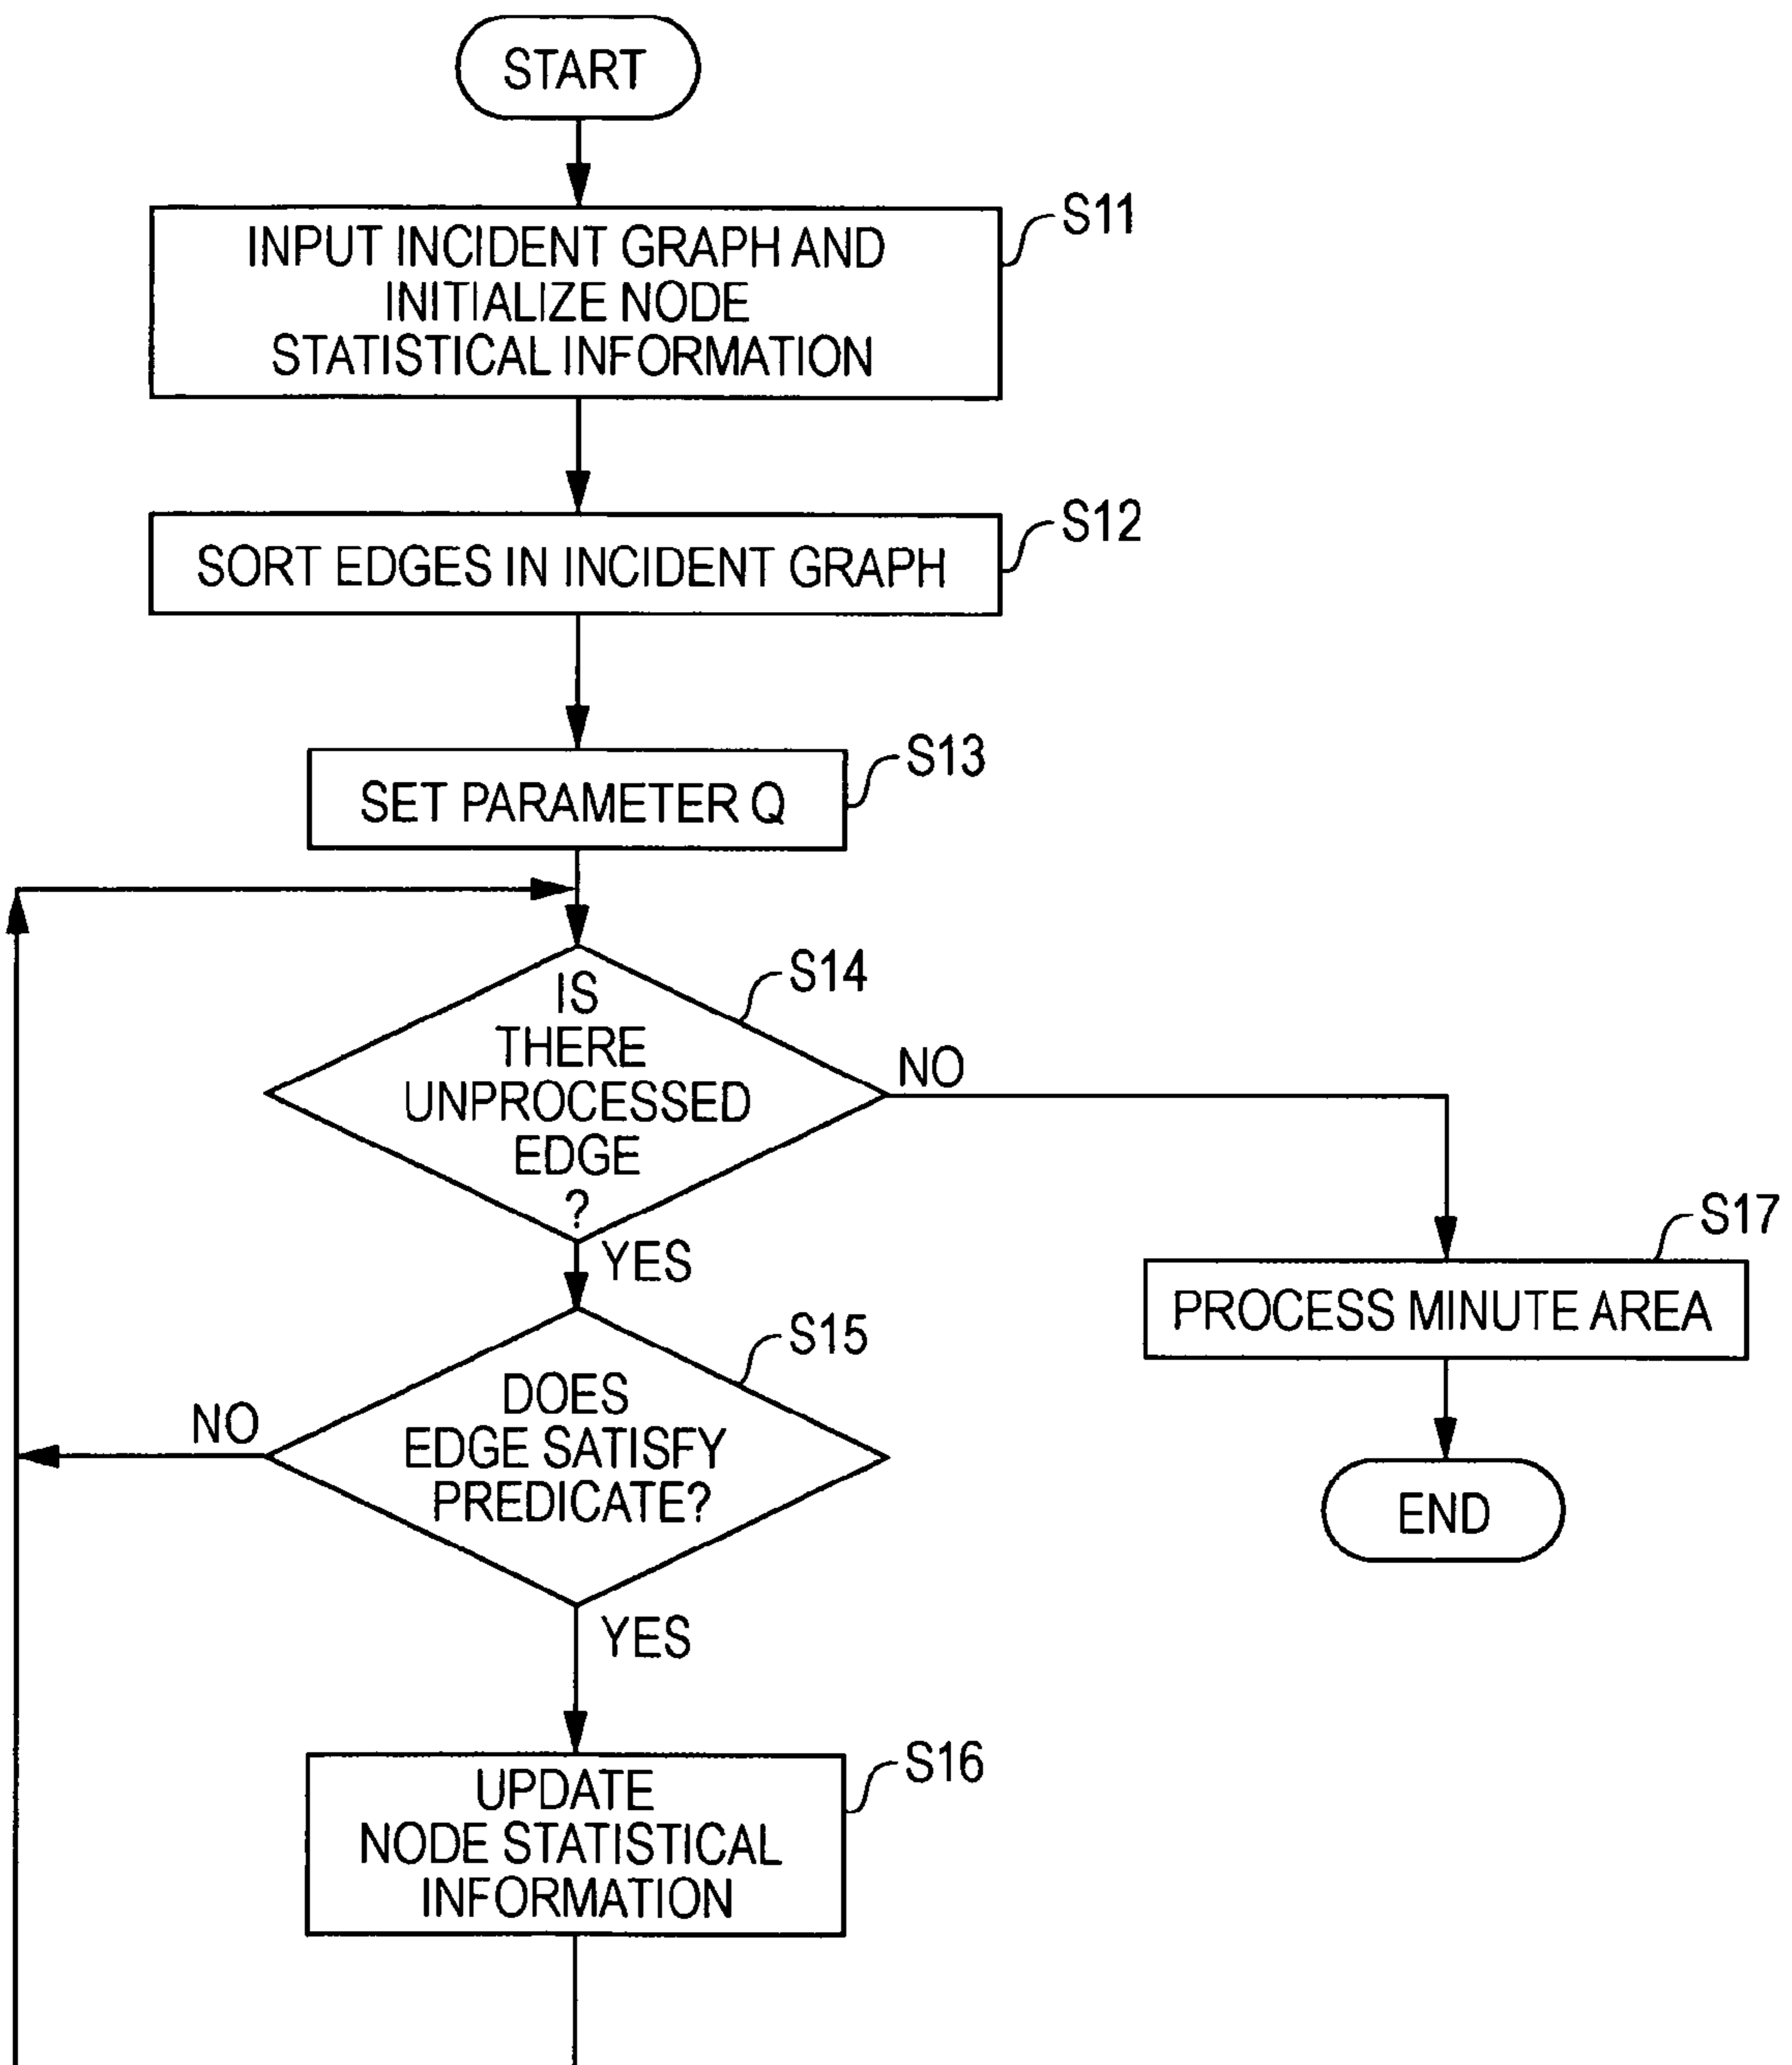 START
S11
INPUT INCIDENT GRAPH AND
INITIALIZE NODE
STATISTICAL INFORMATION
S12
SORT EDGES IN INCIDENT GRAPH
S13
SET PARAMETER Q
S14
IS
THERE
UNPROCESSED
EDGE
?
NO
YES
S17
PROCESS MINUTE AREA
S15
DOES
EDGE SATISFY
PREDICATE?
NO
END
YES
S16
UPDATE
NODE STATISTICAL
INFORMATION